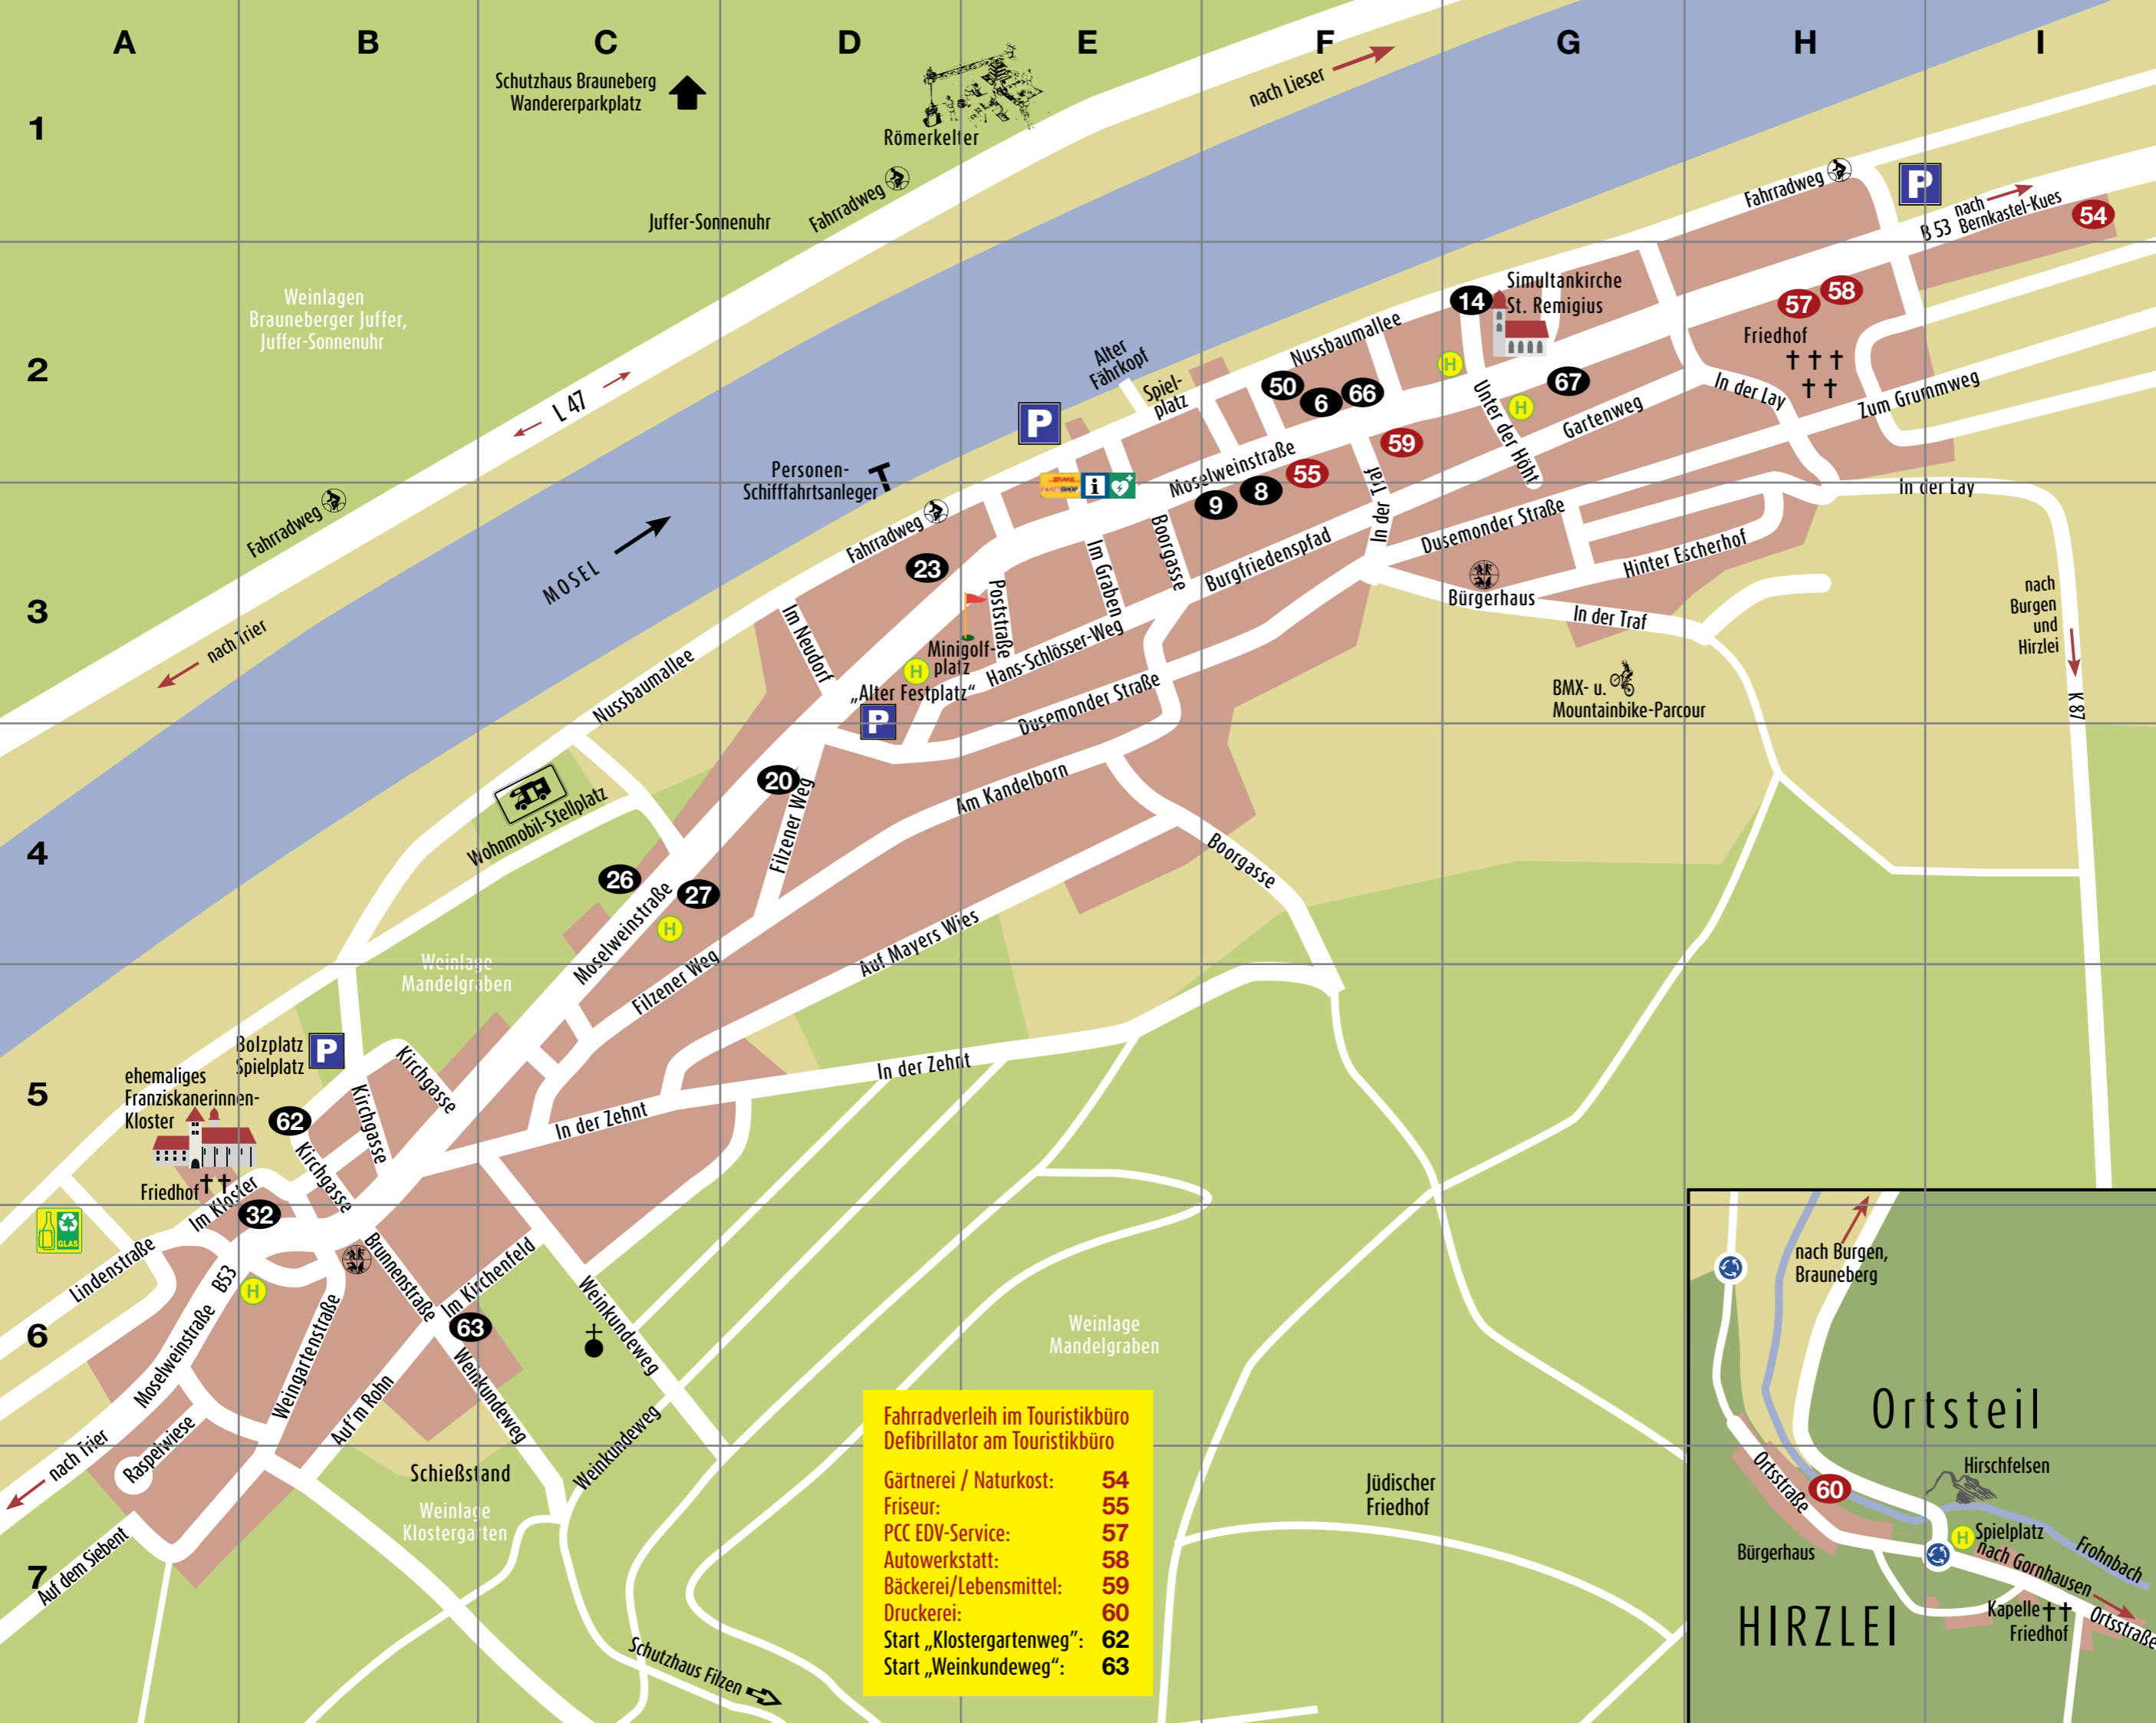 A
B
C
D
E
F
G
H
I
1
2
3
4
5
6
7
Schutzhaus Brauneberg
Wandererparkplatz
Römerkelter
nach Lieser
Fahrradweg
Juffer-Sonnenuhr
Fahrradweg
P
nach
B 53 Bernkastel-Kues
54
Weinlagen
Brauneberger Juffer,
Juffer-Sonnenuhr
L 47
Alter
Fährkopf
Spiel-
platz
Nussbaumallee
14
Simultankirche
St. Remigius
57
58
Friedhof
P
50
6
66
H
67
H
Unter der Höht
Gartenweg
In der Lay
Zum Grummweg
59
Moselweinstraße
55
Personen-
Schifffahrtsanleger
i
9
8
In der Traf
In der Lay
Fahrradweg
MOSEL
Fahrradweg
23
Boorgasse
Im Graben
Burgfriedenspfad
Dusemonder Straße
Hinter Escherhof
Bürgerhaus
In der Traf
nach
Burgen
und
Hirzlei
K 87
nach Trier
Im Neudorf
Poststraße
Minigolf-
platz
H
Hans-Schlösser-Weg
„Alter Festplatz“
P
Dusemonder Straße
Nussbaumallee
BMX- u.
Mountainbike-Parcour
Wohnmobil-Stellplatz
20
Filzener Weg
Am Kandelborn
Boorgasse
26
27
H
Moselweinstraße
Auf Mayers Wies
Weinlage
Mandelgraben
Filzener Weg
Bolzplatz
Spielplatz
P
ehemaliges
Franziskanerinnen-
Kloster
62
Kirchgasse
Kirchgasse
Kirchgasse
In der Zehnt
In der Zehnt
Friedhof
Im Kloster
32
GLAS
Lindenstraße
B53
H
Brunnenstraße
Im Kirchenfeld
63
Moselweinstraße
Weingartenstraße
Auf'm Rohn
Weinkundeweg
Weinkundeweg
Weinkundeweg
Weinlage
Mandelgraben
nach Trier
Raspelwiese
Schießstand
Weinlage
Klostergarten
Auf dem Siebent
Schutzhaus Filzen
Jüdischer
Friedhof
Fahrradverleih im Touristikbüro
Defibrillator am Touristikbüro
Gärtnerei / Naturkost: 54
Friseur: 55
PCC EDV-Service: 57
Autowerkstatt: 58
Bäckerei/Lebensmittel: 59
Druckerei: 60
Start „Klostergartenweg”: 62
Start „Weinkundeweg“: 63
nach Burgen,
Brauneberg
Ortsteil
Hirschfelsen
Ortsstraße
60
H
Spielplatz
Bürgerhaus
nach Gornhausen
Frohnbach
HIRZLEI
Kapelle
Friedhof
Ortsstraße